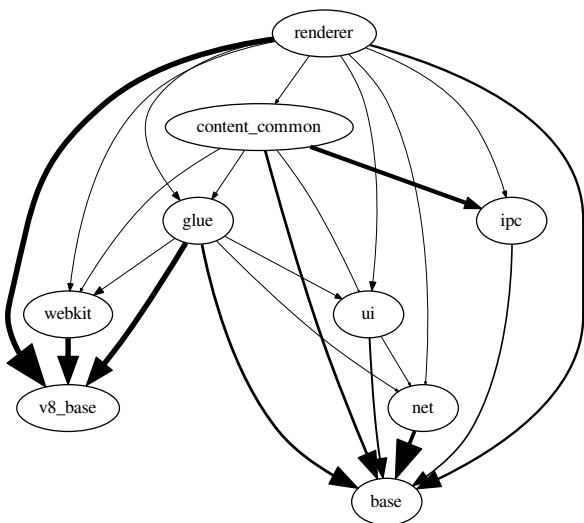 renderer
content_common
glue
ipc
webkit
ui
v8_base
net
base